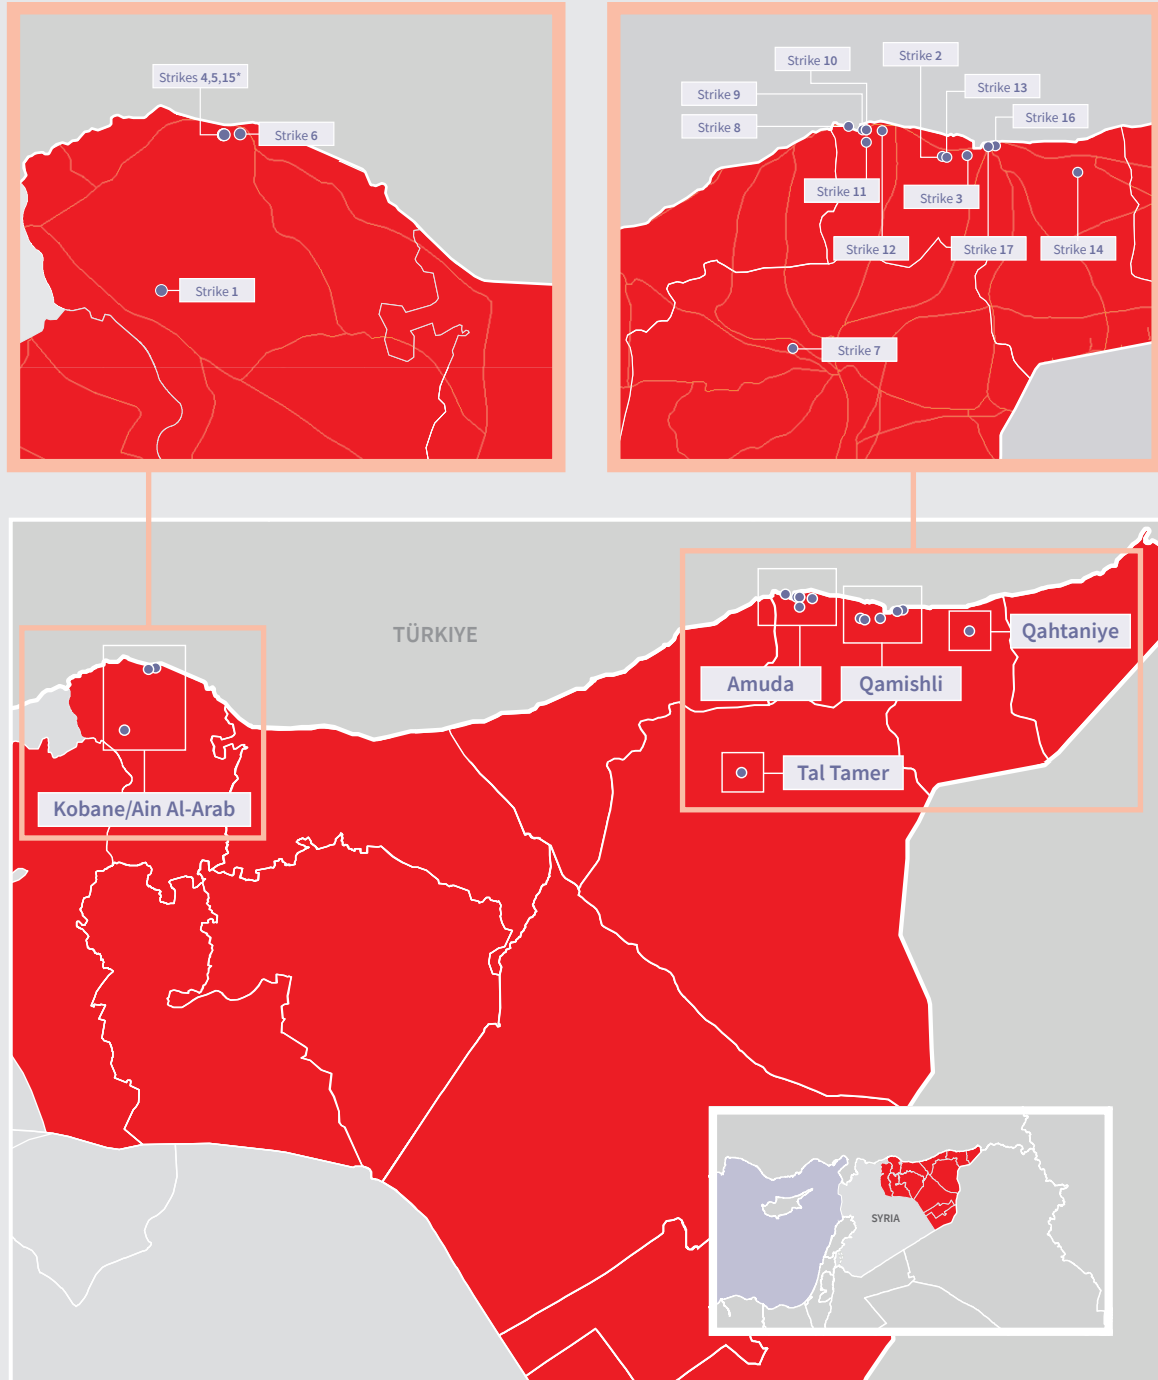 Strikes 4,5,15*
Strike 6
Strike 1
Strike 2
Strike 10
Strike 13
Strike 9
Strike 16
Strike 8
Strike 11
Strike 3
Strike 12
Strike 17
Strike 14
Strike 7
TÜRKIYE
Qahtaniye
Amuda
Qamishli
Tal Tamer
Kobane/Ain Al-Arab
SYRIA